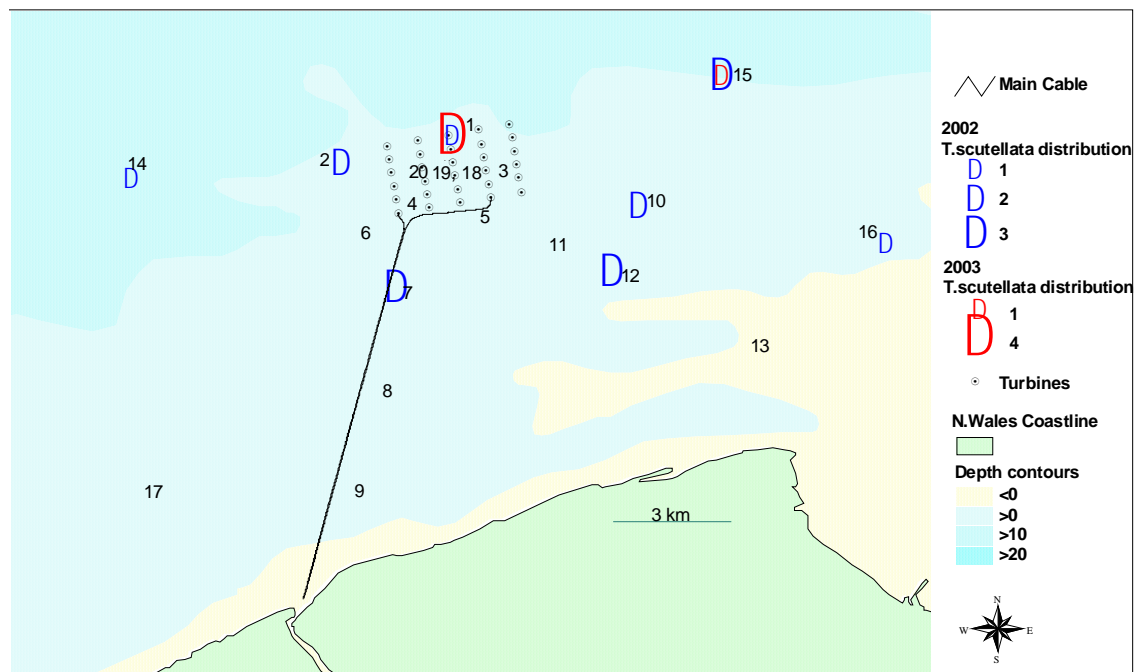 15
1
14
2
20
19,
18
3
4
5
10
6
11
16
12
7
13
8
17
9
3 km
Main Cable
2002
T.scutellata distribution
1
2
3
2003
T.scutellata distribution
1
4
Turbines
N.Wales Coastline
Depth contours
<0
>0
>10
>20
N
W
E
S